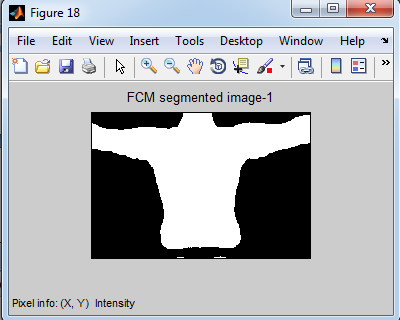 Figure 18
File Edit View Insert Tools Desktop Window Help
FCM segmented image-1
Pixel info: (X, Y) Intensity